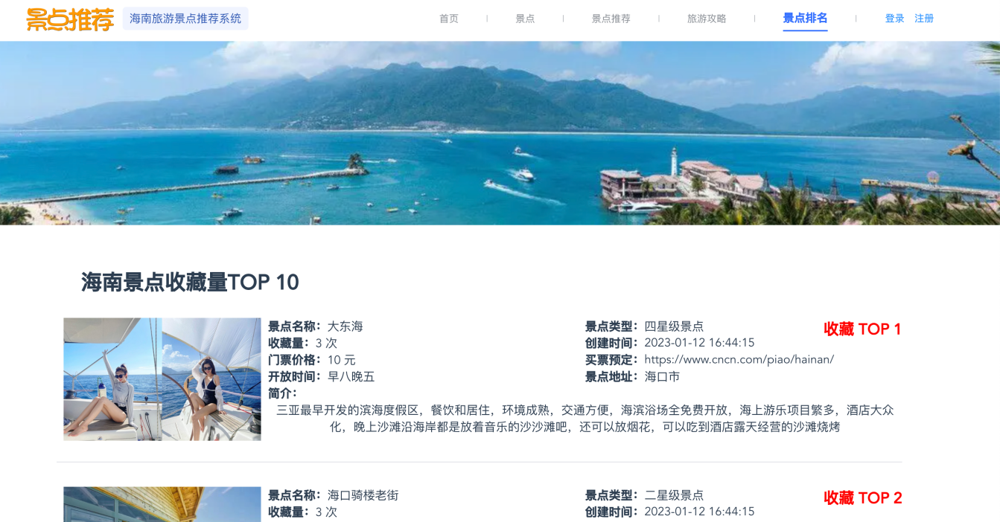 景点推荐 海南旅游景点推荐系统 首页 | 景点 | 景点推荐 | 旅游攻略 | 景点排名 | 登录 注册
海南景点收藏量TOP 10
景点名称：大东海 景点类型：四星级景点 收藏 TOP 1
收藏量：3 次 创建时间：2023-01-12 16:44:15
门票价格：10 元 买票预定：https://www.cncn.com/piao/hainan/
开放时间：早八晚五 景点地址：海口市
简介：
三亚最早开发的滨海度假区，餐饮和居住，环境成熟，交通方便，海滨浴场全免费开放，海上游乐项目繁多，酒店大众
化，晚上沙滩沿海岸都是放着音乐的沙沙滩吧，还可以放烟花，可以吃到酒店露天经营的沙滩烧烤
景点名称：海口骑楼老街 景点类型：二星级景点 收藏 TOP 2
收藏量：3 次 创建时间：2023-01-12 16:44:15